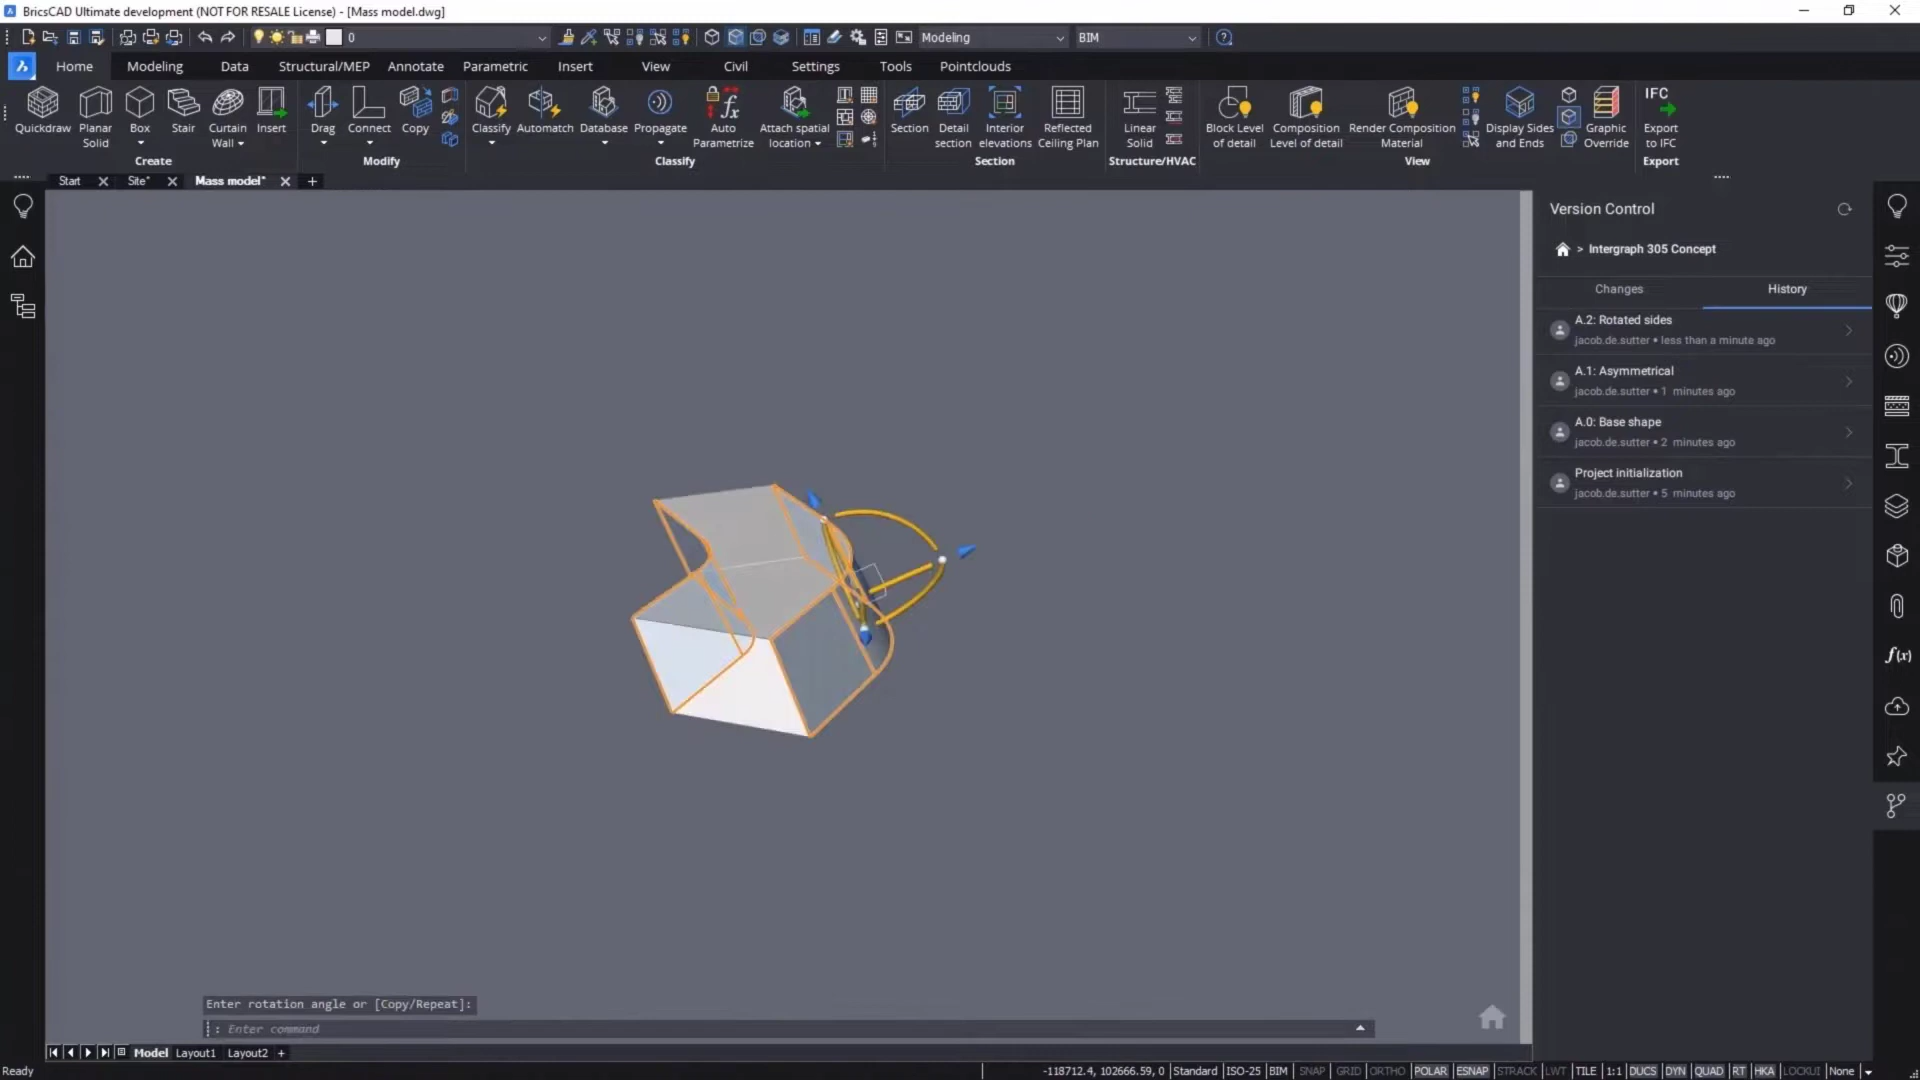 BricsCAD Ultimate development (NOT FOR RESALE License) - [Mass model.dwg]
0
Modeling
BIM
Home
Modeling
Data
Structural/MEP
Annotate
Parametric
Insert
View
Civil
Settings
Tools
Pointclouds
Quickdraw
Planar
Solid
Box
Stair
Curtain
Wall
Insert
Create
Drag
Connect
Copy
Modify
Classify
Automatch
Database
Propagate
Auto
Parametrize
Attach spatial
location
Classify
Section
Detail
section
Interior
elevations
Reflected
Ceiling Plan
Section
Linear
Solid
Structure/HVAC
Block Level
of detail
Composition
Level of detail
Render Composition
Material
Display Sides
and Ends
Graphic
Override
View
IFC
Export
to IFC
Export
Start
Site*
Mass model*
Version Control
> Intergraph 305 Concept
Changes
History
A.2: Rotated sides
jacob.de.sutter • less than a minute ago
A.1: Asymmetrical
jacob.de.sutter • 1 minutes ago
A.0: Base shape
jacob.de.sutter • 2 minutes ago
Project initialization
jacob.de.sutter • 5 minutes ago
f(x)
Enter rotation angle or [Copy/Repeat]:
: Enter command
Model
Layout1
Layout2
+
Ready
-118712.4, 102666.59, 0
Standard
ISO-25
BIM
SNAP
GRID
ORTHO
POLAR
ESNAP
STRACK
LWT
TILE
1:1
DUCS
DYN
QUAD
RT
HKA
LOCKUI
None